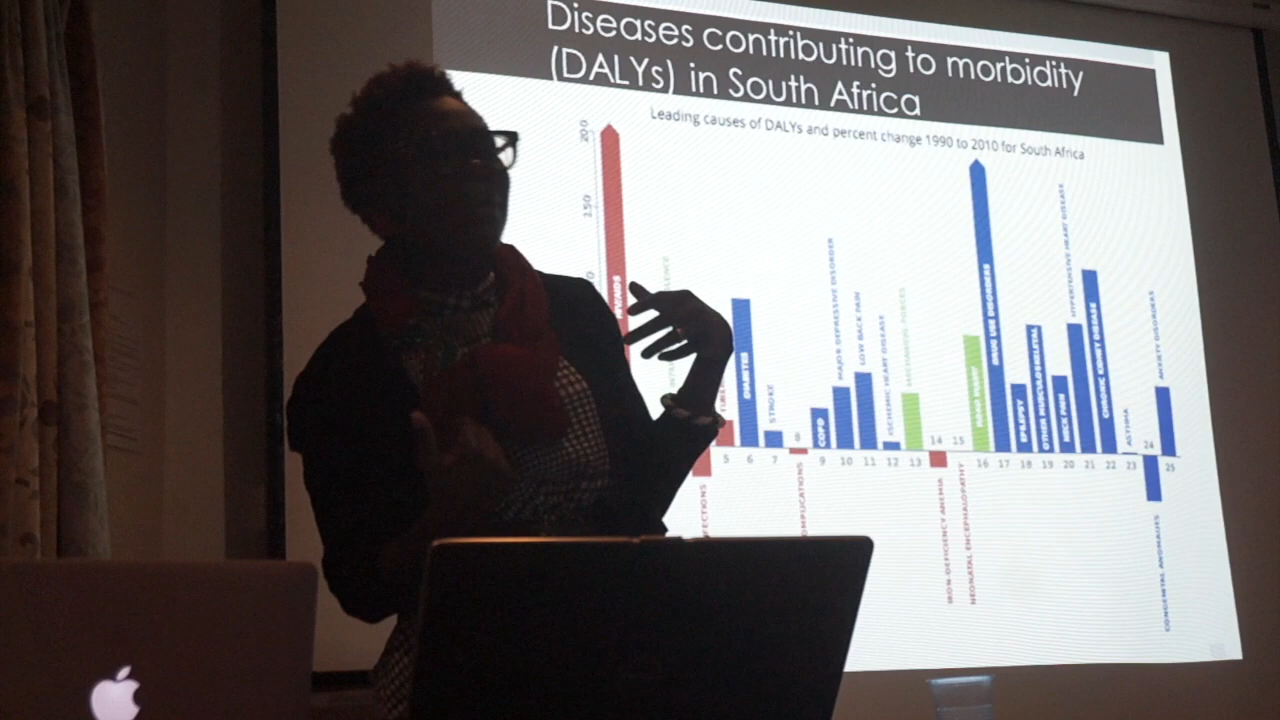 Diseases contributing to morbidity
(DALYs) in South Africa
Leading causes of DALYs and percent change 1990 to 2010 for South Africa
150
DIABETES
STROKE
COPD
MAJOR DEPRESSIVE DISORDER
LOW BACK PAIN
ISCHEMIC HEART DISEASE
MECHANICAL FORCES
IRON-DEFICIENCY ANEMIA
NEONATAL ENCEPHALOPATHY
ROAD INJURY
DRUG USE DISORDERS
EPILEPSY
OTHER MUSCULOSKELETAL
NECK PAIN
HYPERTENSIVE HEART DISEASE
CHRONIC KIDNEY DISEASE
ASTHMA
CONGENITAL ANOMALIES
ANXIETY DISORDERS
5 6 7 8 9 10 11 12 13 14 15 16 17 18 19 20 21 22 23 24 25